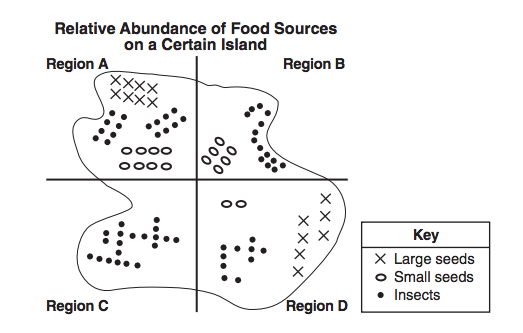 Relative Abundance of Food Sources
on a Certain Island
Region A
Region B
Region C
Region D
Key
Large seeds
Small seeds
Insects